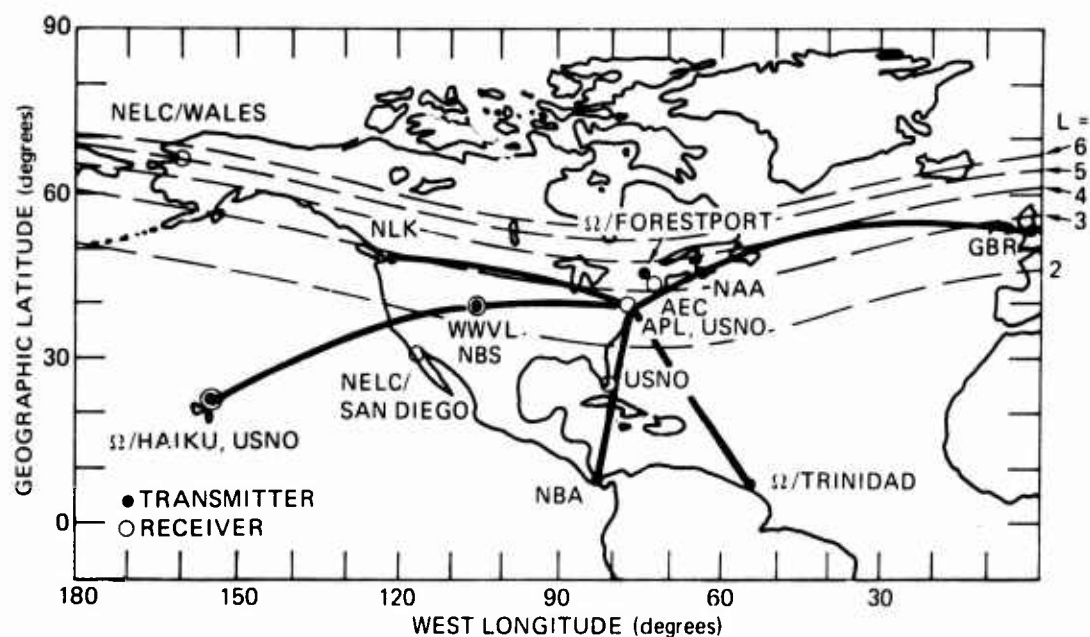 90
60
30
0
GEOGRAPHIC LATITUDE (degrees)
NELC/WALES
L =
6
5
4
3
2
Ω/FORESTPORT
NLK
GBR
NAA
AEC
APL, USNO
WWVL
NBS
USNO
NELC/
SAN DIEGO
Ω/HAIKU, USNO
NBA
Ω/TRINIDAD
TRANSMITTER
RECEIVER
180
150
120
90
60
30
WEST LONGITUDE (degrees)